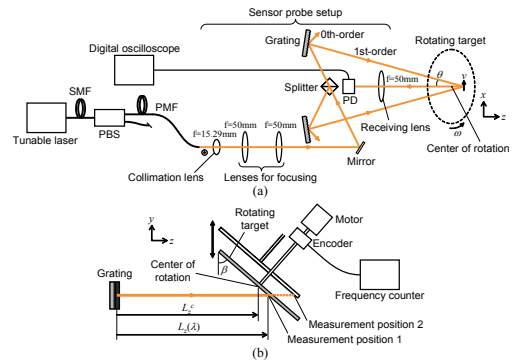 Sensor probe setup
Grating
0th-order
1st-order
Rotating target
Digital oscilloscope
Splitter
PD
f=50mm
θ
y
x
z
SMF
PMF
PBS
Tunable laser
f=15.29mm
f=50mm
f=50mm
Receiving lens
ω
Center of rotation
Collimation lens
Lenses for focusing
Mirror
(a)
y
z
Rotating target
Motor
Encoder
Center of rotation
β
Grating
Frequency counter
Lzc
Lz(λ)
Measurement position 2
Measurement position 1
(b)